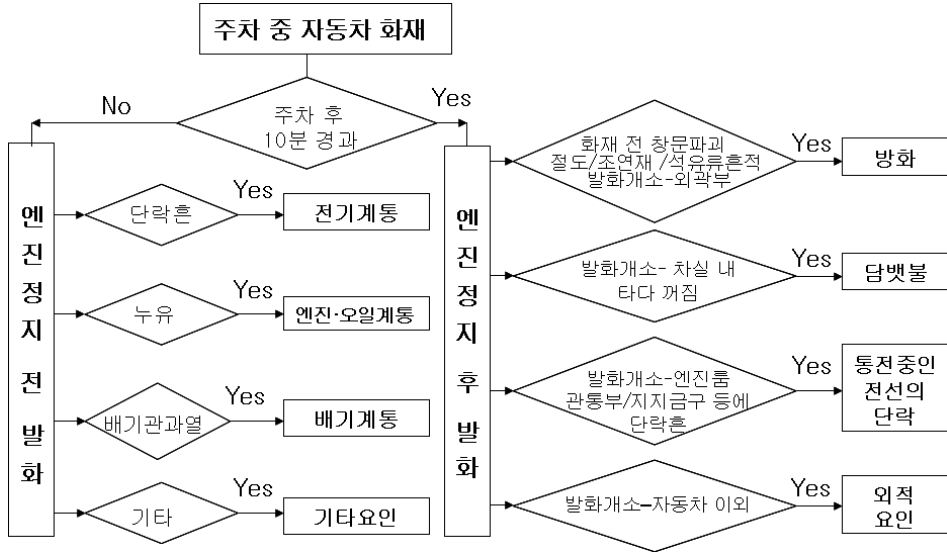 주차 중 자동차 화재
No
주차 후
10분 경과
Yes
엔진정지 전 발화
단락흔
Yes
전기계통
누유
Yes
엔진·오일계통
배기관과열
Yes
배기계통
기타
Yes
기타요인
엔진정지 후 발화
화재 전 창문파괴
절도/조연재 /석유류흔적
발화개소-외곽부
Yes
방화
발화개소- 차실 내
타다 꺼짐
Yes
담뱃불
발화개소-엔진룸
관통부/지지금구 등에
단락흔
Yes
통전중인
전선의
단락
발화개소-자동차 이외
Yes
외적
요인